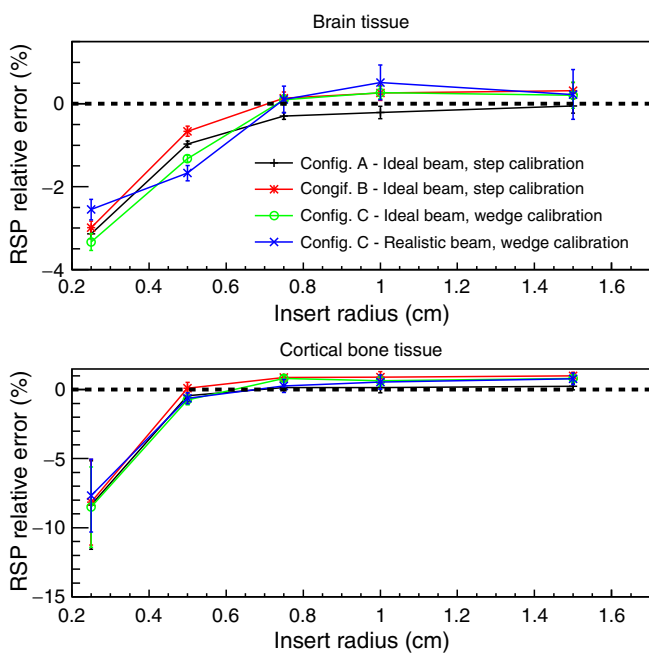 Brain tissue
RSP relative error (%)
0
−2
−4
Config. A - Ideal beam, step calibration
Congif. B - Ideal beam, step calibration
Config. C - Ideal beam, wedge calibration
Config. C - Realistic beam, wedge calibration
0.2 0.4 0.6 0.8 1 1.2 1.4 1.6
Insert radius (cm)
Cortical bone tissue
RSP relative error (%)
0
−5
−10
−15
0.2 0.4 0.6 0.8 1 1.2 1.4 1.6
Insert radius (cm)